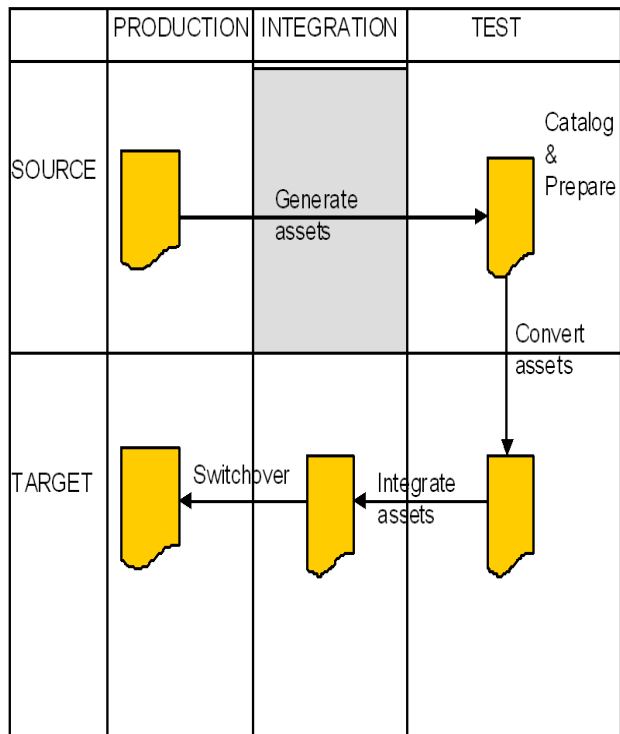 PRODUCTION INTEGRATION TEST
SOURCE
Catalog
&
Prepare
Generate
assets
Convert
assets
TARGET
Switchover
Integrate
assets